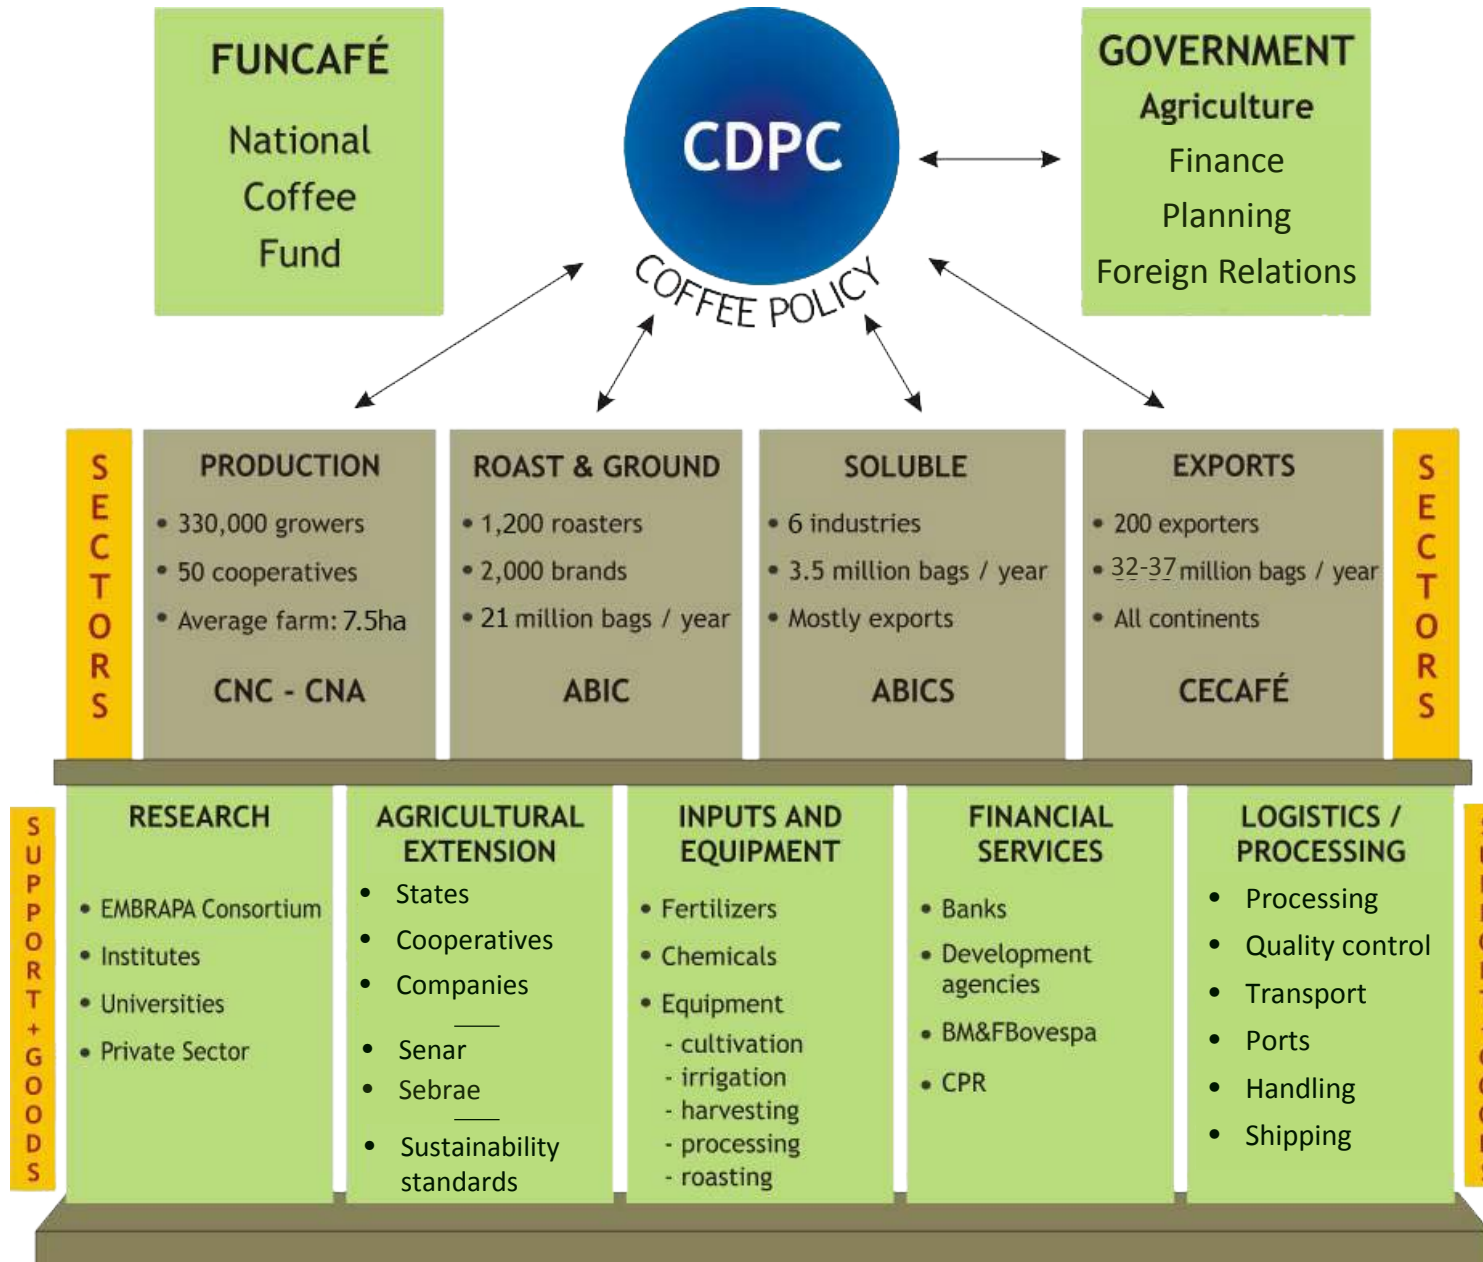 FUNCAFÉ
National
Coffee
Fund
CDPC
COFFEE POLICY
GOVERNMENT
Agriculture
Finance
Planning
Foreign Relations
SECTORS
PRODUCTION
• 330,000 growers
• 50 cooperatives
• Average farm: 7.5ha
CNC - CNA
ROAST & GROUND
• 1,200 roasters
• 2,000 brands
• 21 million bags / year
ABIC
SOLUBLE
• 6 industries
• 3.5 million bags / year
• Mostly exports
ABICS
EXPORTS
• 200 exporters
• 32-37 million bags / year
• All continents
CECAFÉ
SECTORS
SUPPORT+GOODS
RESEARCH
• EMBRAPA Consortium
• Institutes
• Universities
• Private Sector
AGRICULTURAL
EXTENSION
• States
• Cooperatives
• Companies
• Senar
• Sebrae
• Sustainability
standards
INPUTS AND
EQUIPMENT
• Fertilizers
• Chemicals
• Equipment
- cultivation
- irrigation
- harvesting
- processing
- roasting
FINANCIAL
SERVICES
• Banks
• Development
agencies
• BM&FBovespa
• CPR
LOGISTICS /
PROCESSING
• Processing
• Quality control
• Transport
• Ports
• Handling
• Shipping